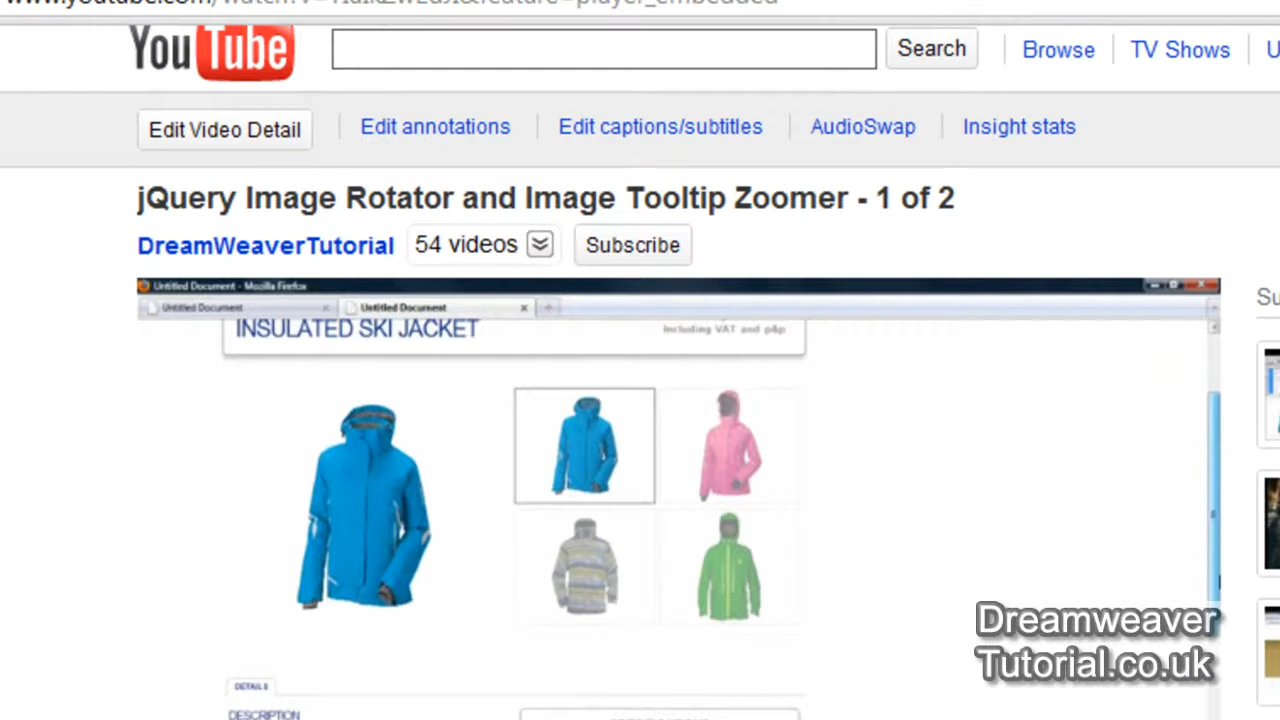 YouTube Search Browse TV Shows
Edit Video Detail Edit annotations Edit captions/subtitles AudioSwap Insight stats
jQuery Image Rotator and Image Tooltip Zoomer - 1 of 2
DreamWeaverTutorial 54 videos Subscribe
Untitled Document - Mozilla Firefox
Untitled Document Untitled Document
INSULATED SKI JACKET Including VAT and p&p
DETAILS
DESCRIPTION
Dreamweaver
Tutorial.co.uk